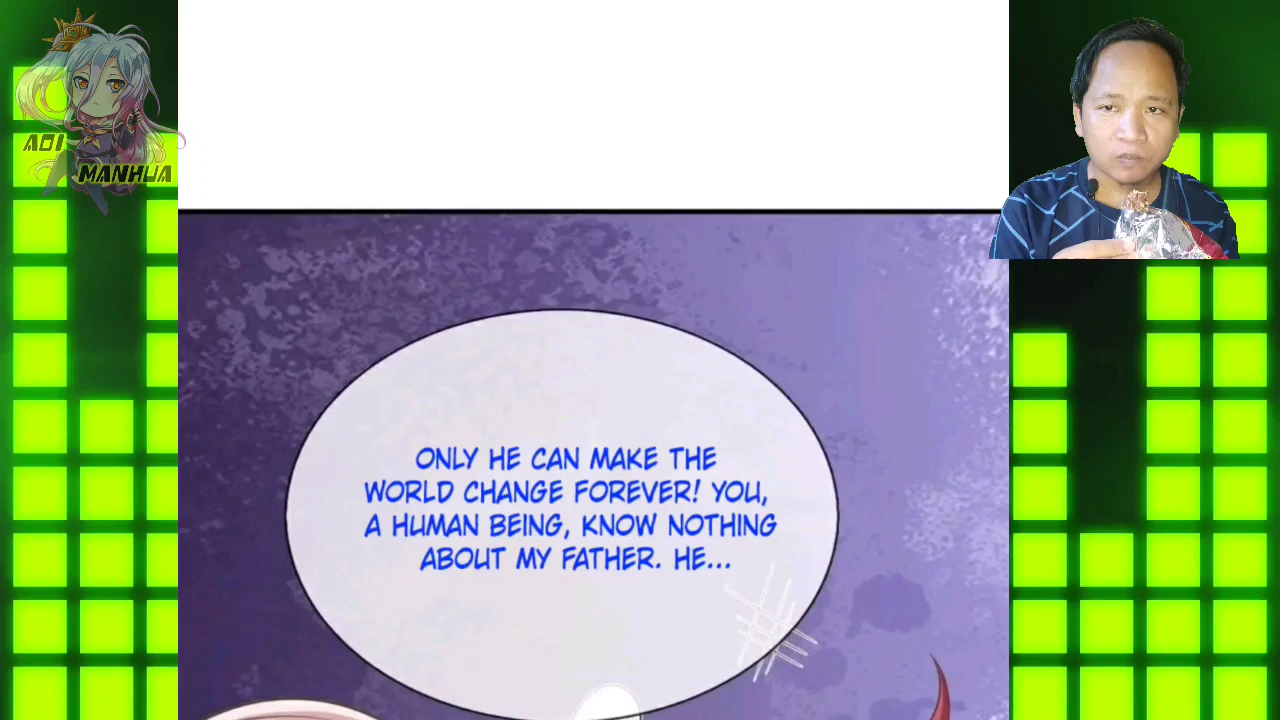 AOI
MANHUA
ONLY HE CAN MAKE THE
WORLD CHANGE FOREVER! YOU,
A HUMAN BEING, KNOW NOTHING
ABOUT MY FATHER. HE...